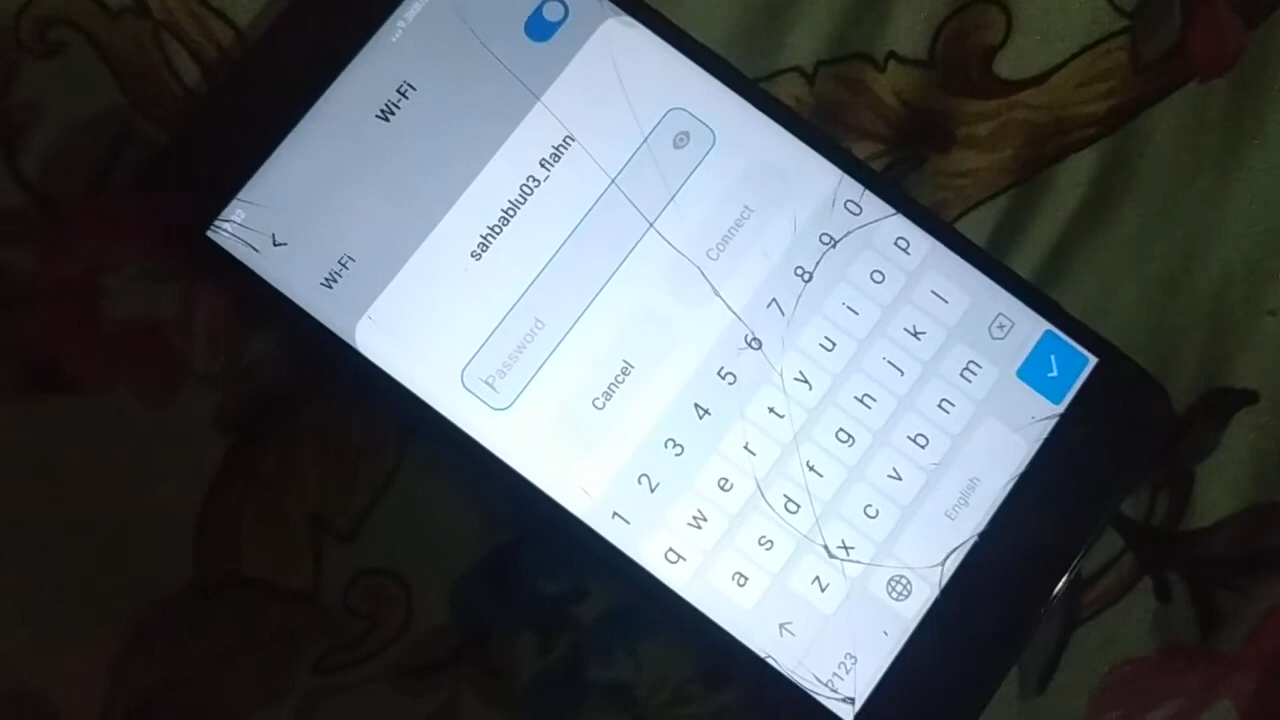 Wi-Fi
Wi-Fi
sahbablu03_flahn
Password
Cancel
Connect
1 2 3 4 5 6 7 8 9 0
q w e r t y u i o p
a s d f g h j k l
z x c v b n m
?123 , English